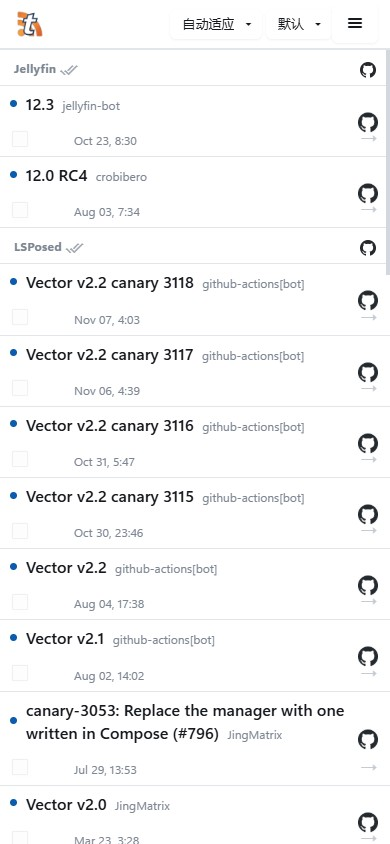 自动适应 默认
Jellyfin
12.3 jellyfin-bot
Oct 23, 8:30
12.0 RC4 crobibero
Aug 03, 7:34
LSPosed
Vector v2.2 canary 3118 github-actions[bot]
Nov 07, 4:03
Vector v2.2 canary 3117 github-actions[bot]
Nov 06, 4:39
Vector v2.2 canary 3116 github-actions[bot]
Oct 31, 5:47
Vector v2.2 canary 3115 github-actions[bot]
Oct 30, 23:46
Vector v2.2 github-actions[bot]
Aug 04, 17:38
Vector v2.1 github-actions[bot]
Aug 02, 14:02
canary-3053: Replace the manager with one
written in Compose (#796) JingMatrix
Jul 29, 13:53
Vector v2.0 JingMatrix
Mar 23, 3:28